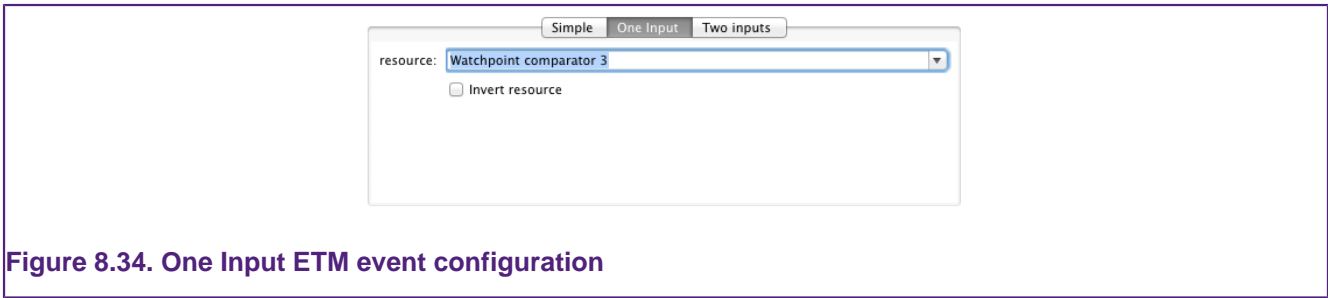 Simple One Input Two inputs
resource: Watchpoint comparator 3
Invert resource
Figure 8.34. One Input ETM event configuration